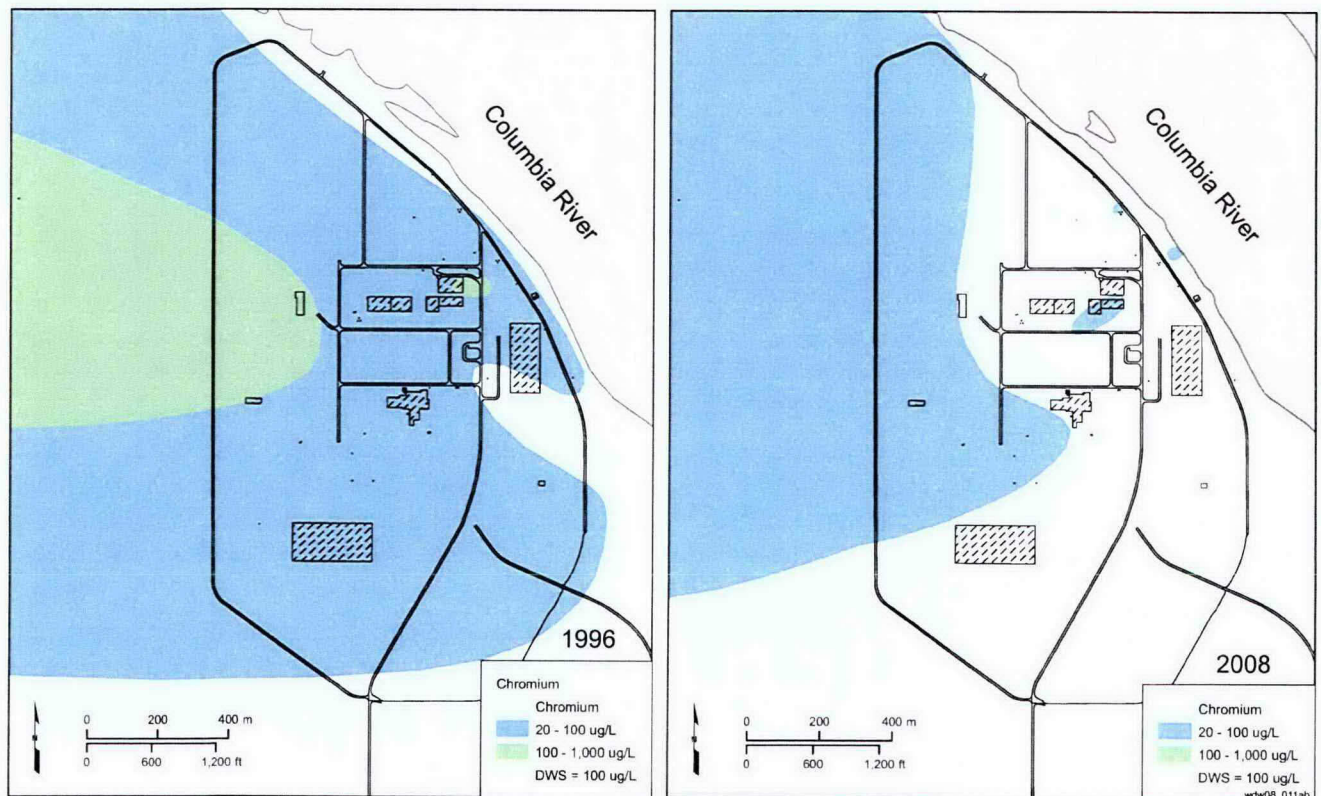 Columbia River
1996
Chromium
Chromium
20 - 100 ug/L
100 - 1,000 ug/L
DWS = 100 ug/L
0 200 400 m
0 600 1,200 ft
Columbia River
2008
Chromium
20 - 100 ug/L
100 - 1,000 ug/L
DWS = 100 ug/L
0 200 400 m
0 600 1,200 ft